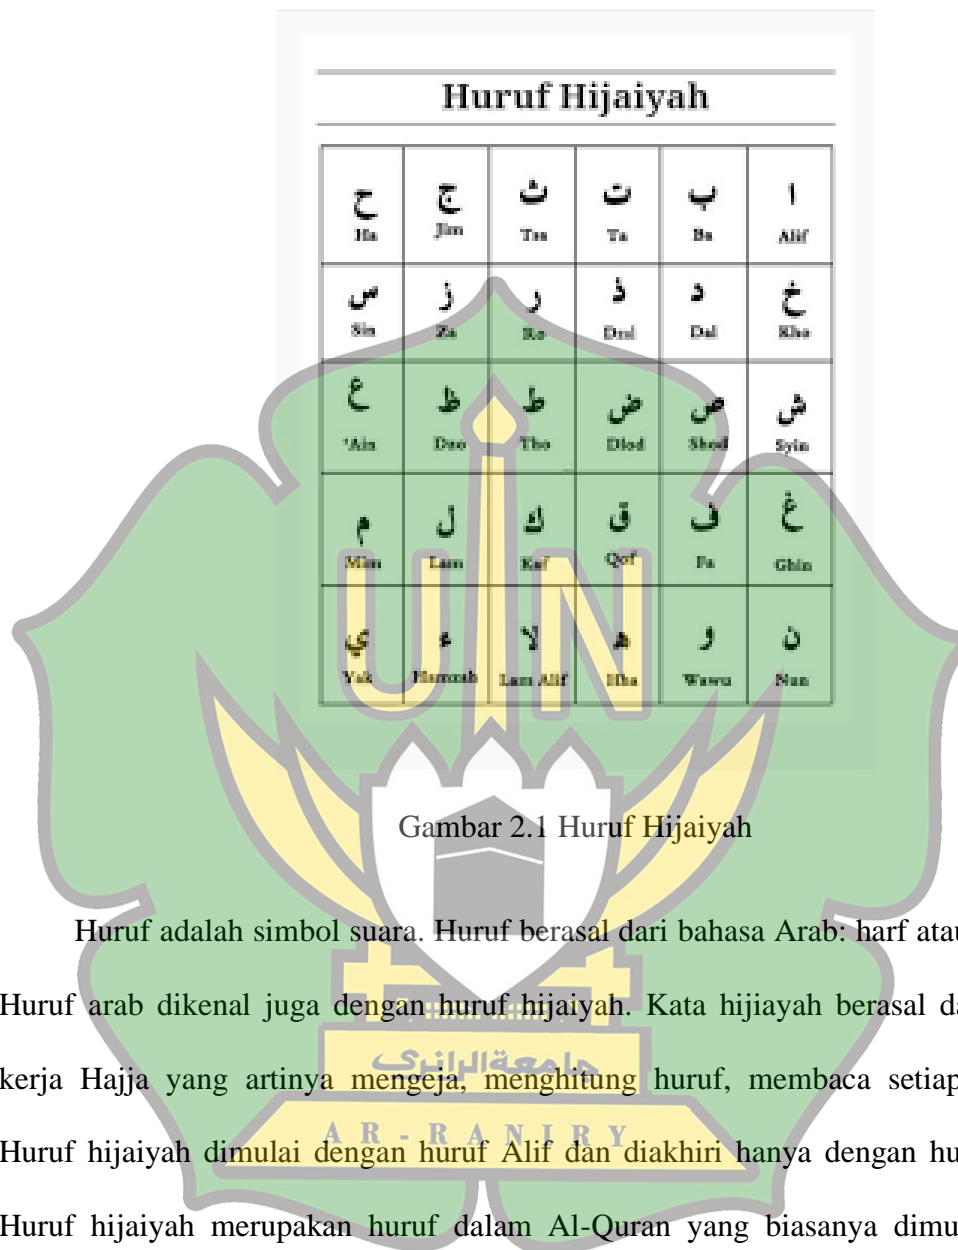 Huruf Hijaiyah
ا ب ت ث ج ح
Alif Ba Ta Tsa Jim Ha
خ د ذ ر ز س
Kho Dal Dzal Ro Za Sin
ش ص ض ط ظ ع
Syin Shod Dlod Tho Dzo 'Ain
غ ف ق ك ل م
Ghin Fa Qof Kaf Lam Mim
ن و ه لا ء ي
Nun Wawu Hha Lam Alif Hamzah Yak
UIN
Gambar 2.1 Huruf Hijaiyah
Huruf adalah simbol suara. Huruf berasal dari bahasa Arab: harf atau
Huruf arab dikenal juga dengan huruf hijaiyah. Kata hijiayah berasal da
kerja Hajja yang artinya mengeja, menghitung huruf, membaca setiap
جامعة الرانري
Huruf hijaiyah dimulai dengan huruf Alif dan diakhiri hanya dengan hu
AR-RANIRY
Huruf hijaiyah merupakan huruf dalam Al-Quran yang biasanya dimu